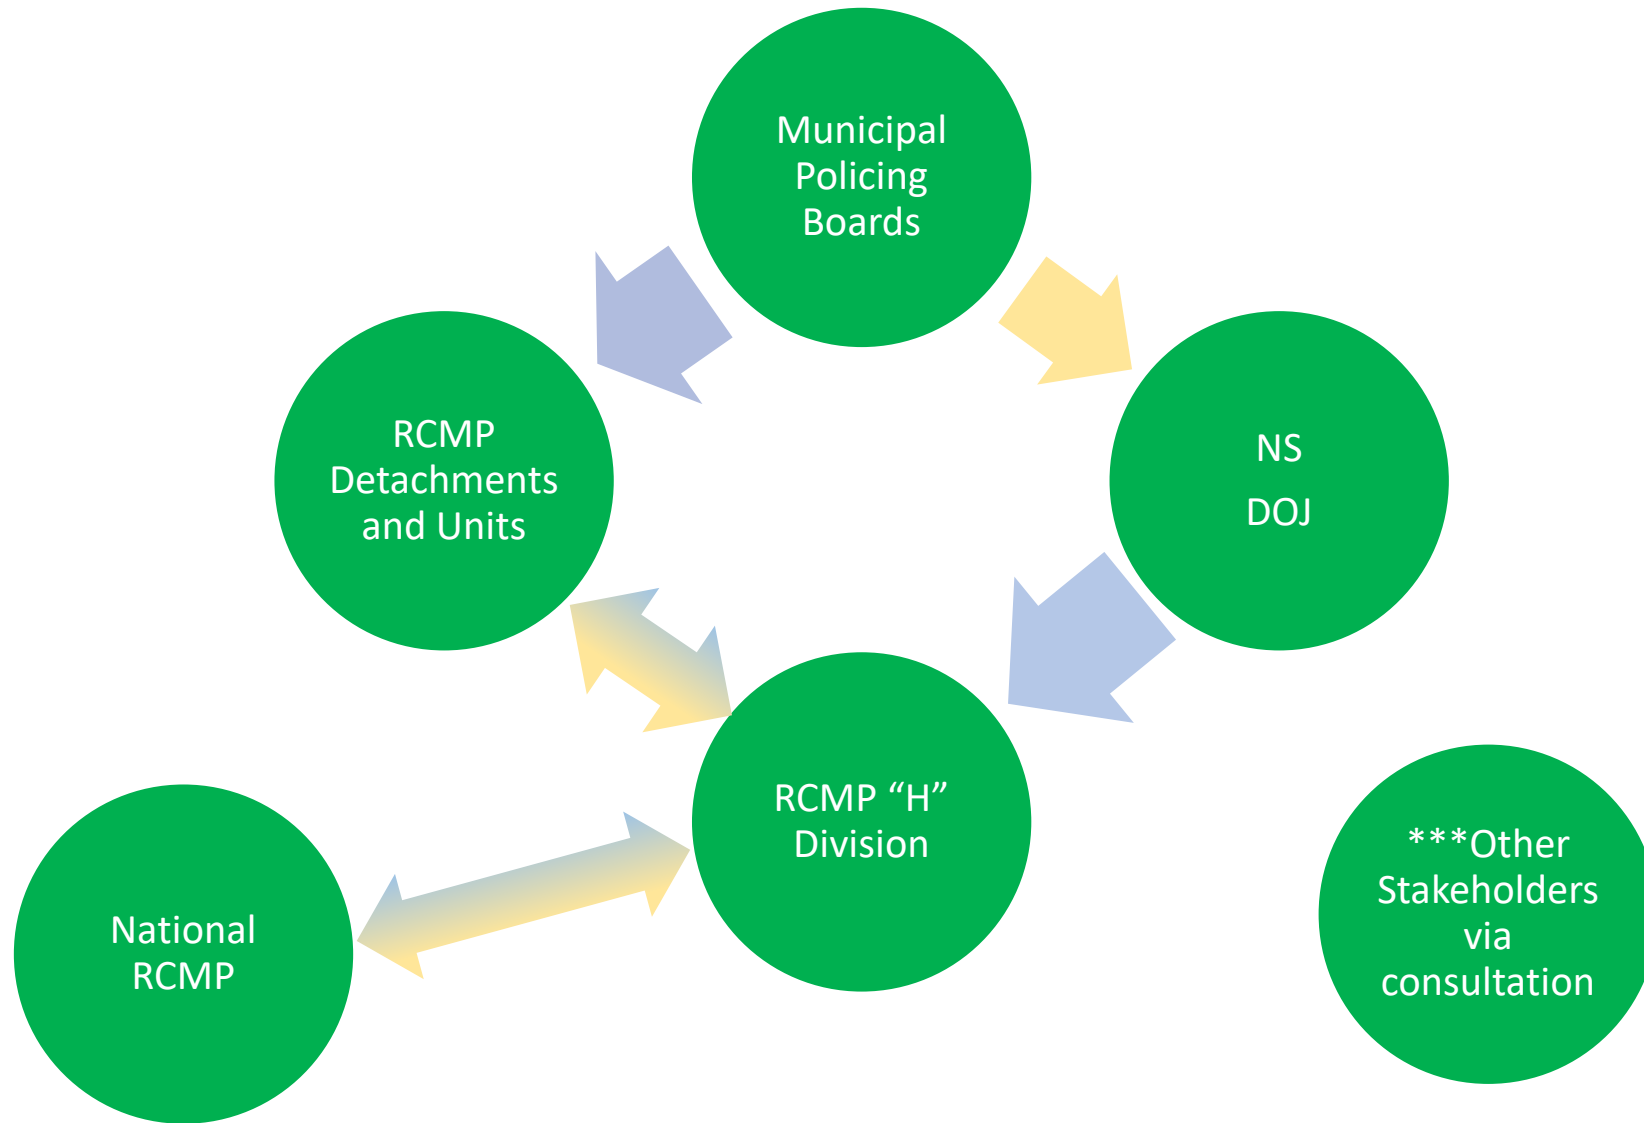 Municipal
Policing
Boards
RCMP
Detachments
and Units
NS
DOJ
RCMP “H”
Division
National
RCMP
***Other
Stakeholders
via
consultation